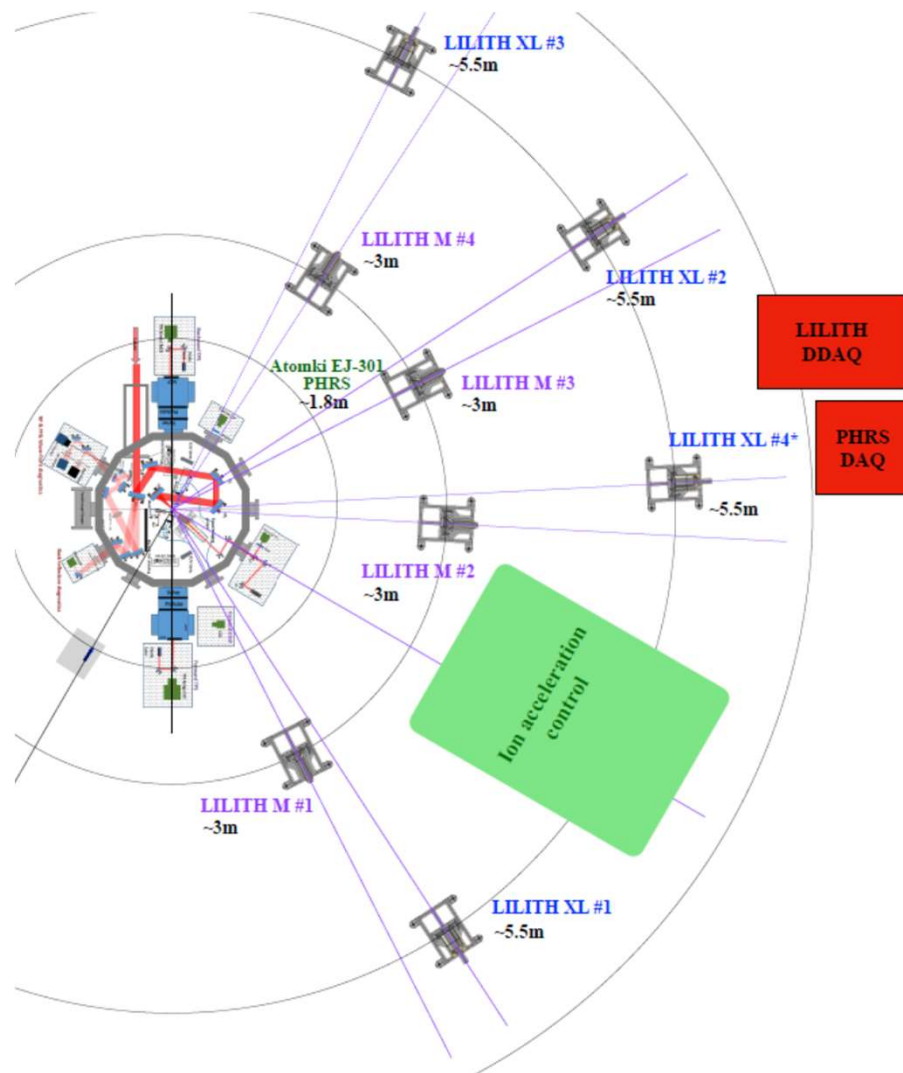 LILITH XL #3
~5.5m
LILITH M #4
~3m
LILITH XL #2
~5.5m
LILITH
DDAQ
Atomki EJ-301
PHRS
~1.8m
LILITH M #3
~3m
PHRS
DAQ
LILITH XL #4*
~5.5m
LILITH M #2
~3m
Ion acceleration
control
LILITH M #1
~3m
LILITH XL #1
~5.5m